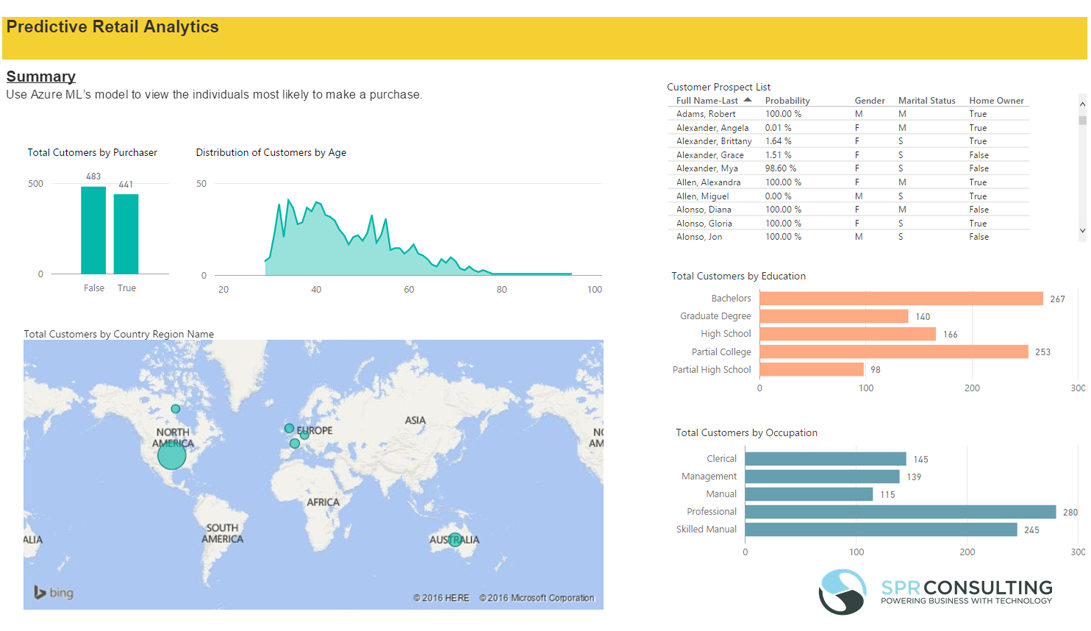 Predictive Retail Analytics
Summary
Use Azure ML's model to view the individuals most likely to make a purchase.
Total Cutomers by Purchaser
500
483
441
0
False True
Distribution of Customers by Age
50
0
20 40 60 80 100
Total Customers by Country Region Name
NORTH
AMERICA
EUROPE
ASIA
AFRICA
SOUTH
AMERICA
AUSTRALIA
ALIA
NO
AM
bing
© 2016 HERE © 2016 Microsoft Corporation
Customer Prospect List
Full Name-Last Probability Gender Marital Status Home Owner
Adams, Robert 100.00 % M M True
Alexander, Angela 0.01 % F M True
Alexander, Brittany 1.64 % F S True
Alexander, Grace 1.51 % F S False
Alexander, Mya 98.60 % F S False
Allen, Alexandra 100.00 % F M True
Allen, Miguel 0.00 % M S True
Alonso, Diana 100.00 % F M False
Alonso, Gloria 100.00 % F S True
Alonso, Jon 100.00 % M S False
Total Customers by Education
Bachelors 267
Graduate Degree 140
High School 166
Partial College 253
Partial High School 98
0 100 200 300
Total Customers by Occupation
Clerical 145
Management 139
Manual 115
Professional 280
Skilled Manual 245
0 100 200 300
SPR CONSULTING
POWERING BUSINESS WITH TECHNOLOGY